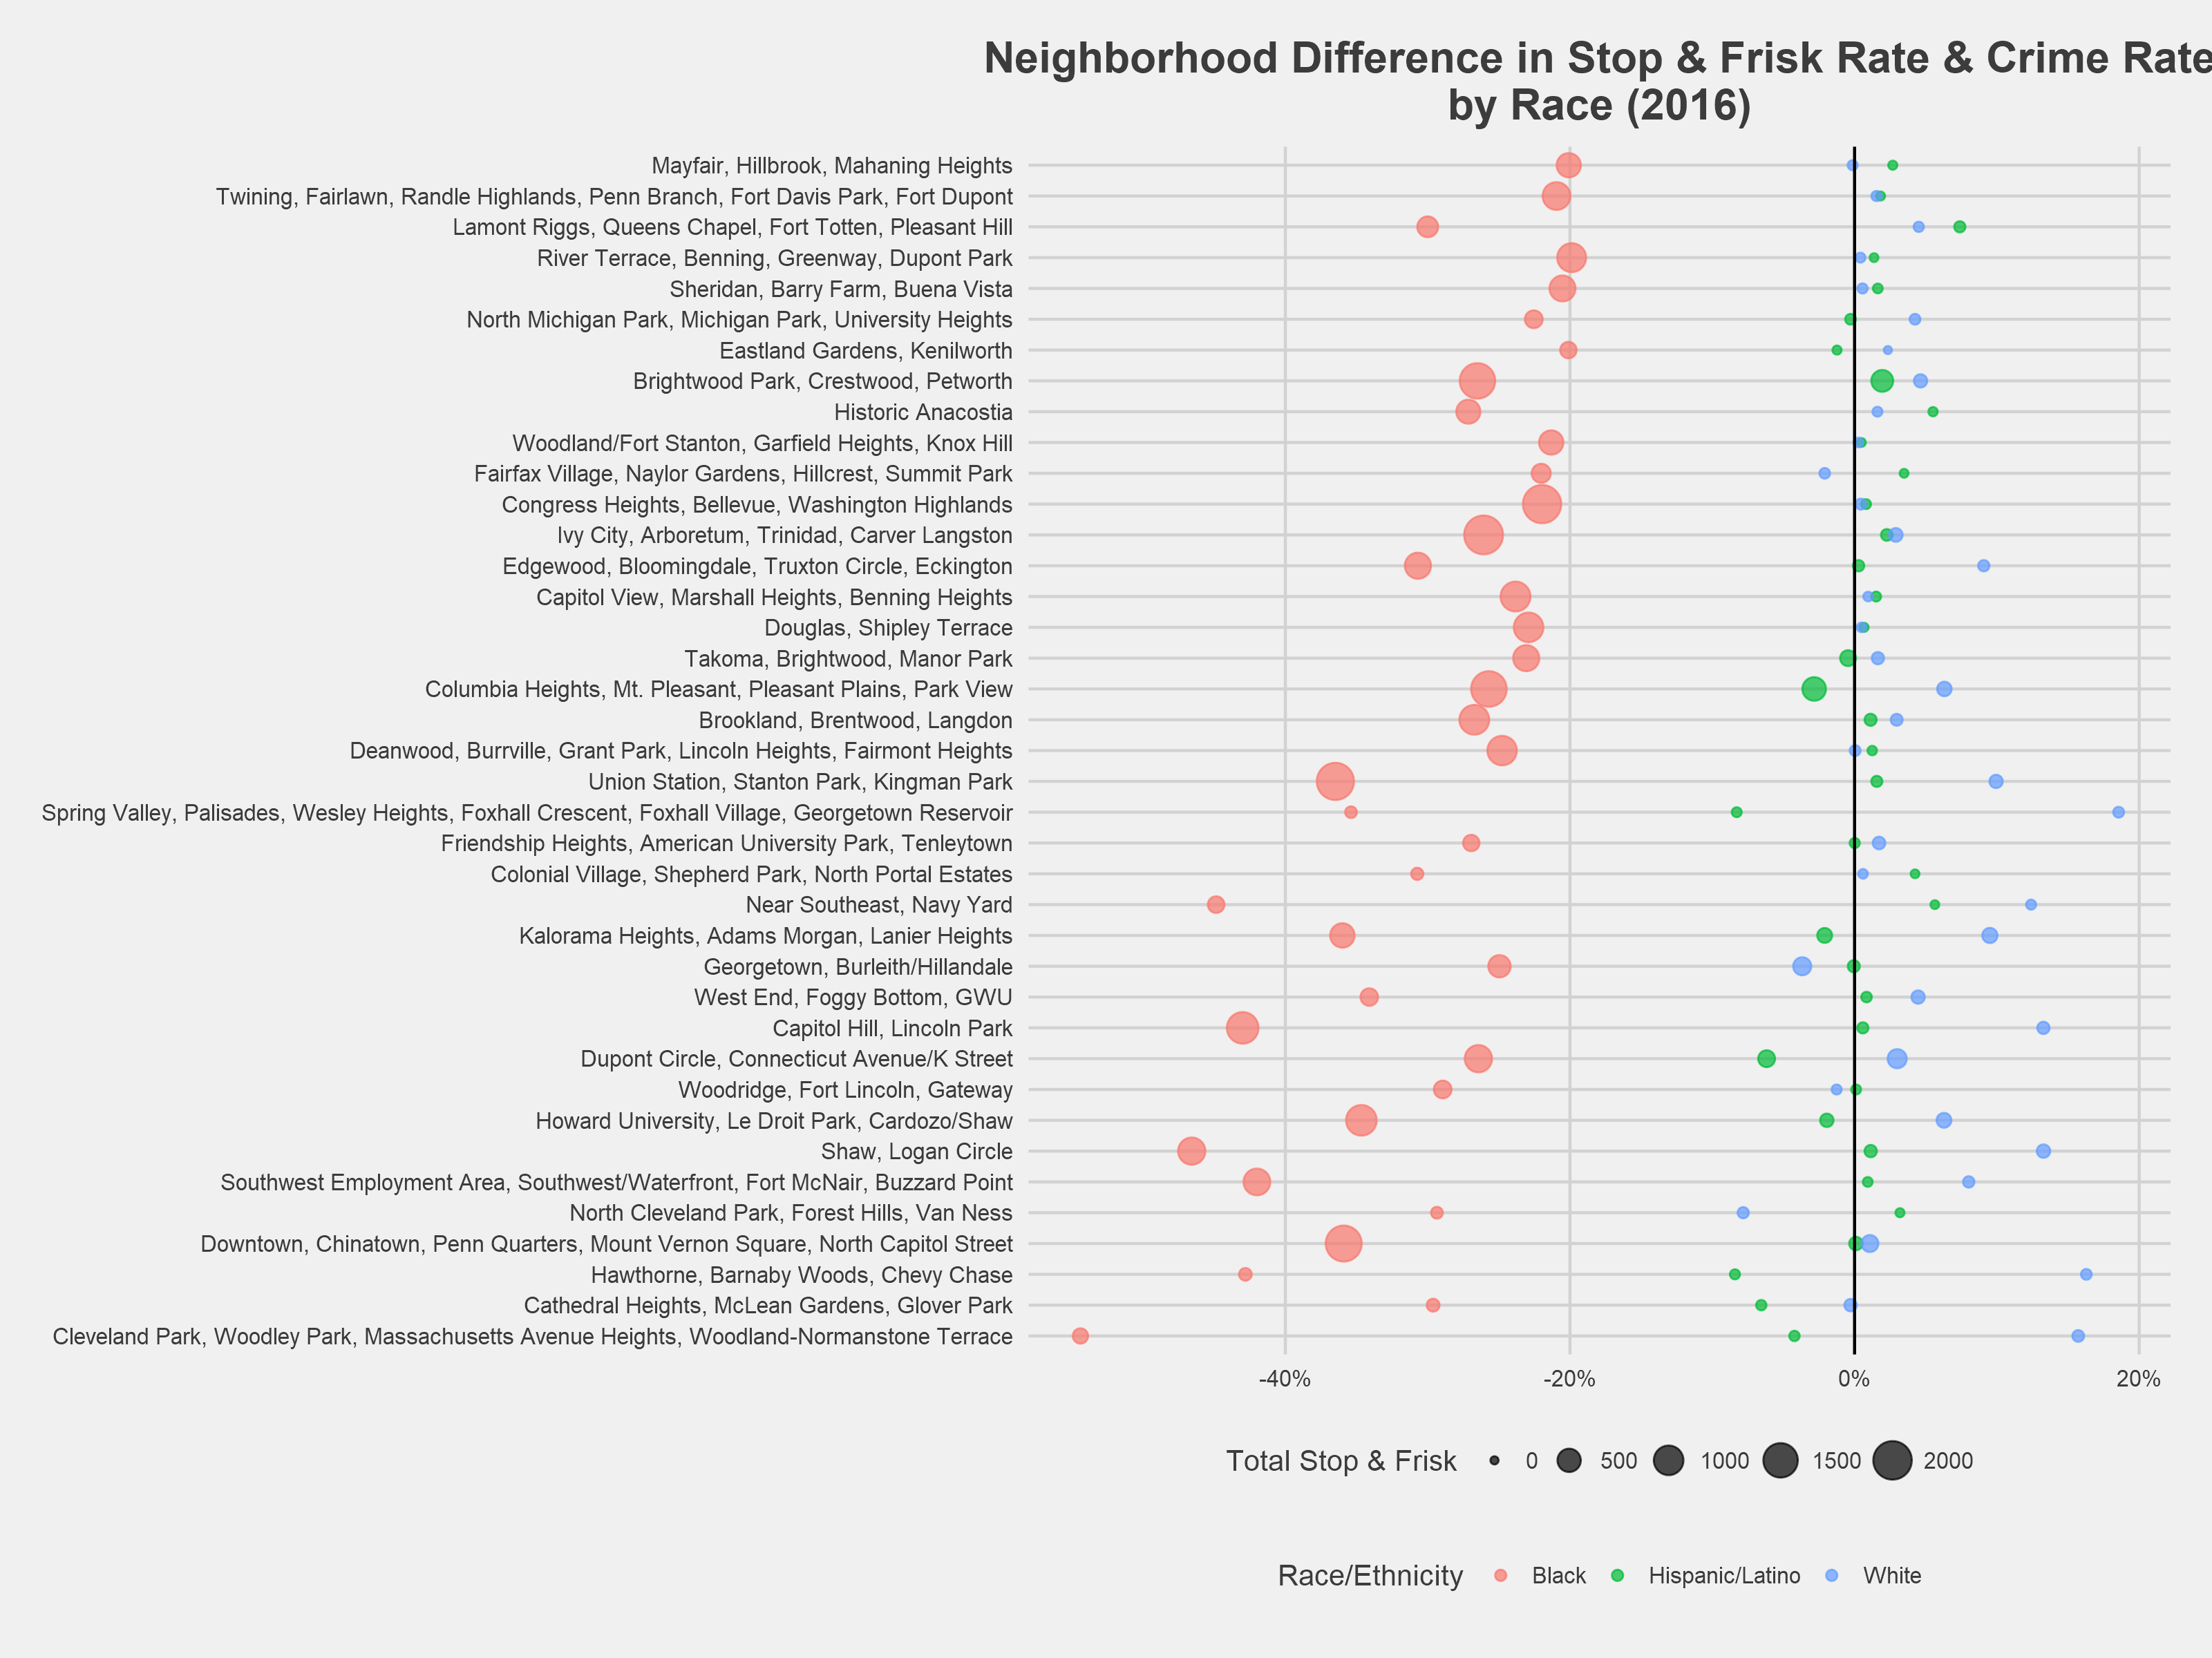 Neighborhood Difference in Stop & Frisk Rate & Crime Rate
by Race (2016)
Mayfair, Hillbrook, Mahaning Heights
Twining, Fairlawn, Randle Highlands, Penn Branch, Fort Davis Park, Fort Dupont
Lamont Riggs, Queens Chapel, Fort Totten, Pleasant Hill
River Terrace, Benning, Greenway, Dupont Park
Sheridan, Barry Farm, Buena Vista
North Michigan Park, Michigan Park, University Heights
Eastland Gardens, Kenilworth
Brightwood Park, Crestwood, Petworth
Historic Anacostia
Woodland/Fort Stanton, Garfield Heights, Knox Hill
Fairfax Village, Naylor Gardens, Hillcrest, Summit Park
Congress Heights, Bellevue, Washington Highlands
Ivy City, Arboretum, Trinidad, Carver Langston
Edgewood, Bloomingdale, Truxton Circle, Eckington
Capitol View, Marshall Heights, Benning Heights
Douglas, Shipley Terrace
Takoma, Brightwood, Manor Park
Columbia Heights, Mt. Pleasant, Pleasant Plains, Park View
Brookland, Brentwood, Langdon
Deanwood, Burrville, Grant Park, Lincoln Heights, Fairmont Heights
Union Station, Stanton Park, Kingman Park
Spring Valley, Palisades, Wesley Heights, Foxhall Crescent, Foxhall Village, Georgetown Reservoir
Friendship Heights, American University Park, Tenleytown
Colonial Village, Shepherd Park, North Portal Estates
Near Southeast, Navy Yard
Kalorama Heights, Adams Morgan, Lanier Heights
Georgetown, Burleith/Hillandale
West End, Foggy Bottom, GWU
Capitol Hill, Lincoln Park
Dupont Circle, Connecticut Avenue/K Street
Woodridge, Fort Lincoln, Gateway
Howard University, Le Droit Park, Cardozo/Shaw
Shaw, Logan Circle
Southwest Employment Area, Southwest/Waterfront, Fort McNair, Buzzard Point
North Cleveland Park, Forest Hills, Van Ness
Downtown, Chinatown, Penn Quarters, Mount Vernon Square, North Capitol Street
Hawthorne, Barnaby Woods, Chevy Chase
Cathedral Heights, McLean Gardens, Glover Park
Cleveland Park, Woodley Park, Massachusetts Avenue Heights, Woodland-Normanstone Terrace
-40% -20% 0% 20%
Total Stop & Frisk 0 500 1000 1500 2000
Race/Ethnicity Black Hispanic/Latino White